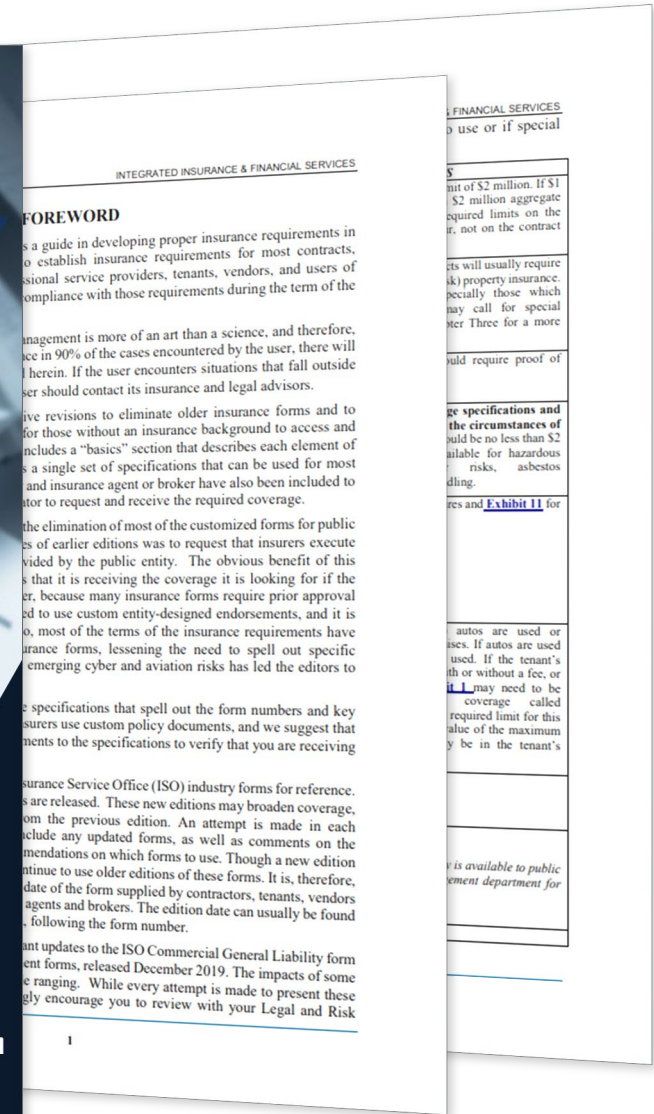 INTEGRATED INSURANCE & FINANCIAL SERVICES
FOREWORD
s a guide in developing proper insurance requirements in
o establish insurance requirements for most contracts,
ssional service providers, tenants, vendors, and users of
ompliance with those requirements during the term of the
anagement is more of an art than a science, and therefore,
nce in 90% of the cases encountered by the user, there will
l herein. If the user encounters situations that fall outside
ser should contact its insurance and legal advisors.
ive revisions to eliminate older insurance forms and to
for those without an insurance background to access and
ncludes a “basics” section that describes each element of
s a single set of specifications that can be used for most
and insurance agent or broker have also been included to
ator to request and receive the required coverage.
the elimination of most of the customized forms for public
es of earlier editions was to request that insurers execute
vided by the public entity. The obvious benefit of this
s that it is receiving the coverage it is looking for if the
er, because many insurance forms require prior approval
ed to use custom entity-designed endorsements, and it is
o, most of the terms of the insurance requirements have
urance forms, lessening the need to spell out specific
emerging cyber and aviation risks has led the editors to
e specifications that spell out the form numbers and key
surers use custom policy documents, and we suggest that
ments to the specifications to verify that you are receiving
surance Service Office (ISO) industry forms for reference.
s are released. These new editions may broaden coverage,
om the previous edition. An attempt is made in each
nclude any updated forms, as well as comments on the
mendations on which forms to use. Though a new edition
ntinue to use older editions of these forms. It is, therefore,
date of the form supplied by contractors, tenants, vendors
agents and brokers. The edition date can usually be found
, following the form number.
ant updates to the ISO Commercial General Liability form
ent forms, released December 2019. The impacts of some
e ranging. While every attempt is made to present these
gly encourage you to review with your Legal and Risk
1
FINANCIAL SERVICES
o use or if special
S
mit of $2 million. If $1
$2 million aggregate
equired limits on the
r, not on the contract
cts will usually require
sk) property insurance.
pecially those which
may call for special
pter Three for a more
ould require proof of
ge specifications and
the circumstances of
ould be no less than $2
ailable for hazardous
risks, asbestos
dling.
res and Exhibit 11 for
autos are used or
ises. If autos are used
used. If the tenant’s
th or without a fee, or
it 1 may need to be
coverage called
required limit for this
alue of the maximum
y be in the tenant’s
y is available to public
ement department for